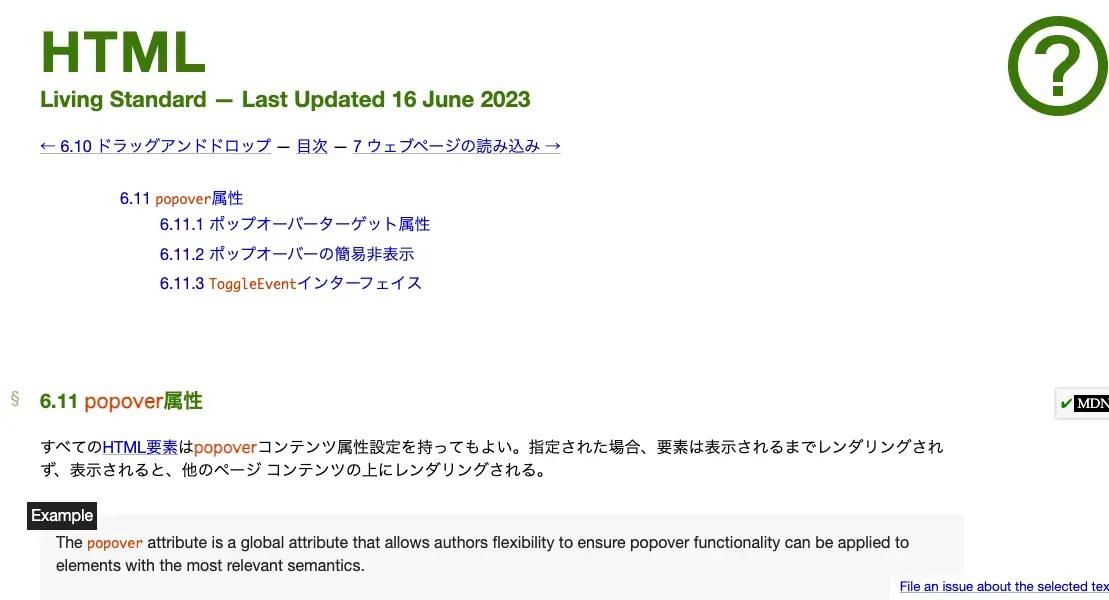 HTML
Living Standard — Last Updated 16 June 2023
← 6.10 ドラッグアンドドロップ — 目次 — 7 ウェブページの読み込み →
6.11 popover属性
6.11.1 ポップオーバーターゲット属性
6.11.2 ポップオーバーの簡易非表示
6.11.3 ToggleEventインターフェイス
§ 6.11 popover属性
✔ MDN
すべてのHTML要素はpopoverコンテンツ属性設定を持ってもよい。指定された場合、要素は表示されるまでレンダリングされ
ず、表示されると、他のページ コンテンツの上にレンダリングされる。
Example
The popover attribute is a global attribute that allows authors flexibility to ensure popover functionality can be applied to
elements with the most relevant semantics.
File an issue about the selected tex